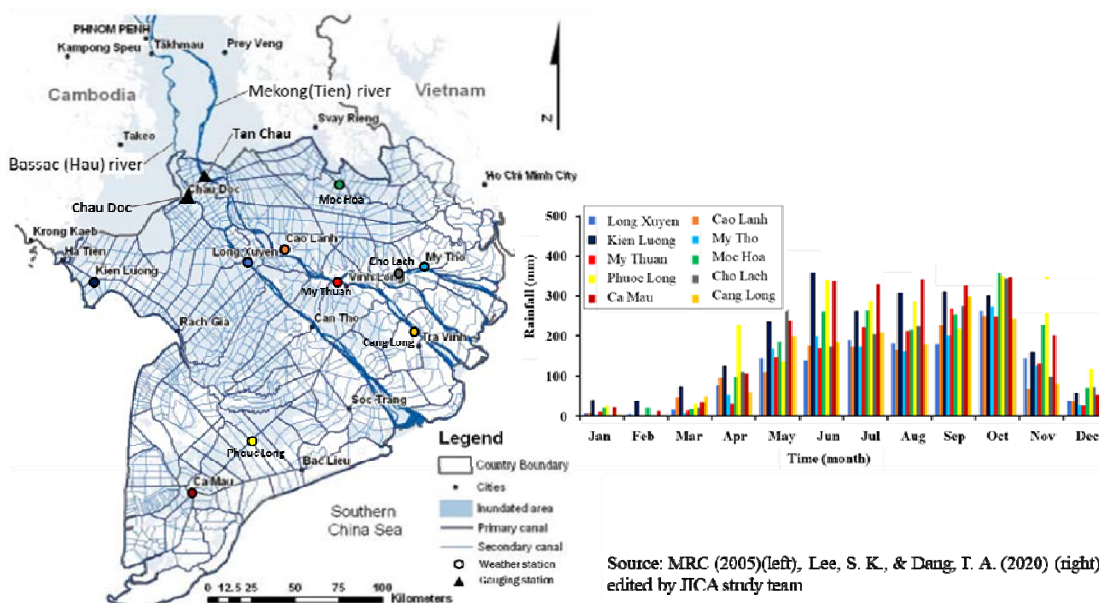 PHNOM PENH
Takhmau
Kampong Speu
Prey Veng
Cambodia
Mekong(Tien) river
Vietnam
Z
Svay Rieng
Takeo
Tan Chau
Bassac (Hau) river
Ho Chi Minh City
Chau Doc
Moc Hoa
Chau Doc
Krong Kaeb
Ha Tien
Cao Lanh
Long Xuyen
Cho Lach
My Tho
Kien Luong
My Thuan
Vinh Long
Rach Gia
Can Tho
Cang Long
Tra Vinh
Soc Trang
Phuoc Long
Bac Lieu
Ca Mau
Southern
China Sea
Legend
Country Boundary
Cities
Inundated area
Primary canal
Secondary canal
Weather station
Gauging station
0 12.5 25 50 75 100
Kilometers
500
400
300
200
100
0
Rainfall (mm)
Long Xuyen
Cao Lanh
Kien Luong
My Tho
My Thuan
Moc Hoa
Phuoc Long
Cho Lach
Ca Mau
Cang Long
Jan Feb Mar Apr May Jun Jul Aug Sep Oct Nov Dec
Time (month)
Source: MRC (2005)(left), Lee, S. K., & Dang, T. A. (2020) (right)
edited by JICA study team